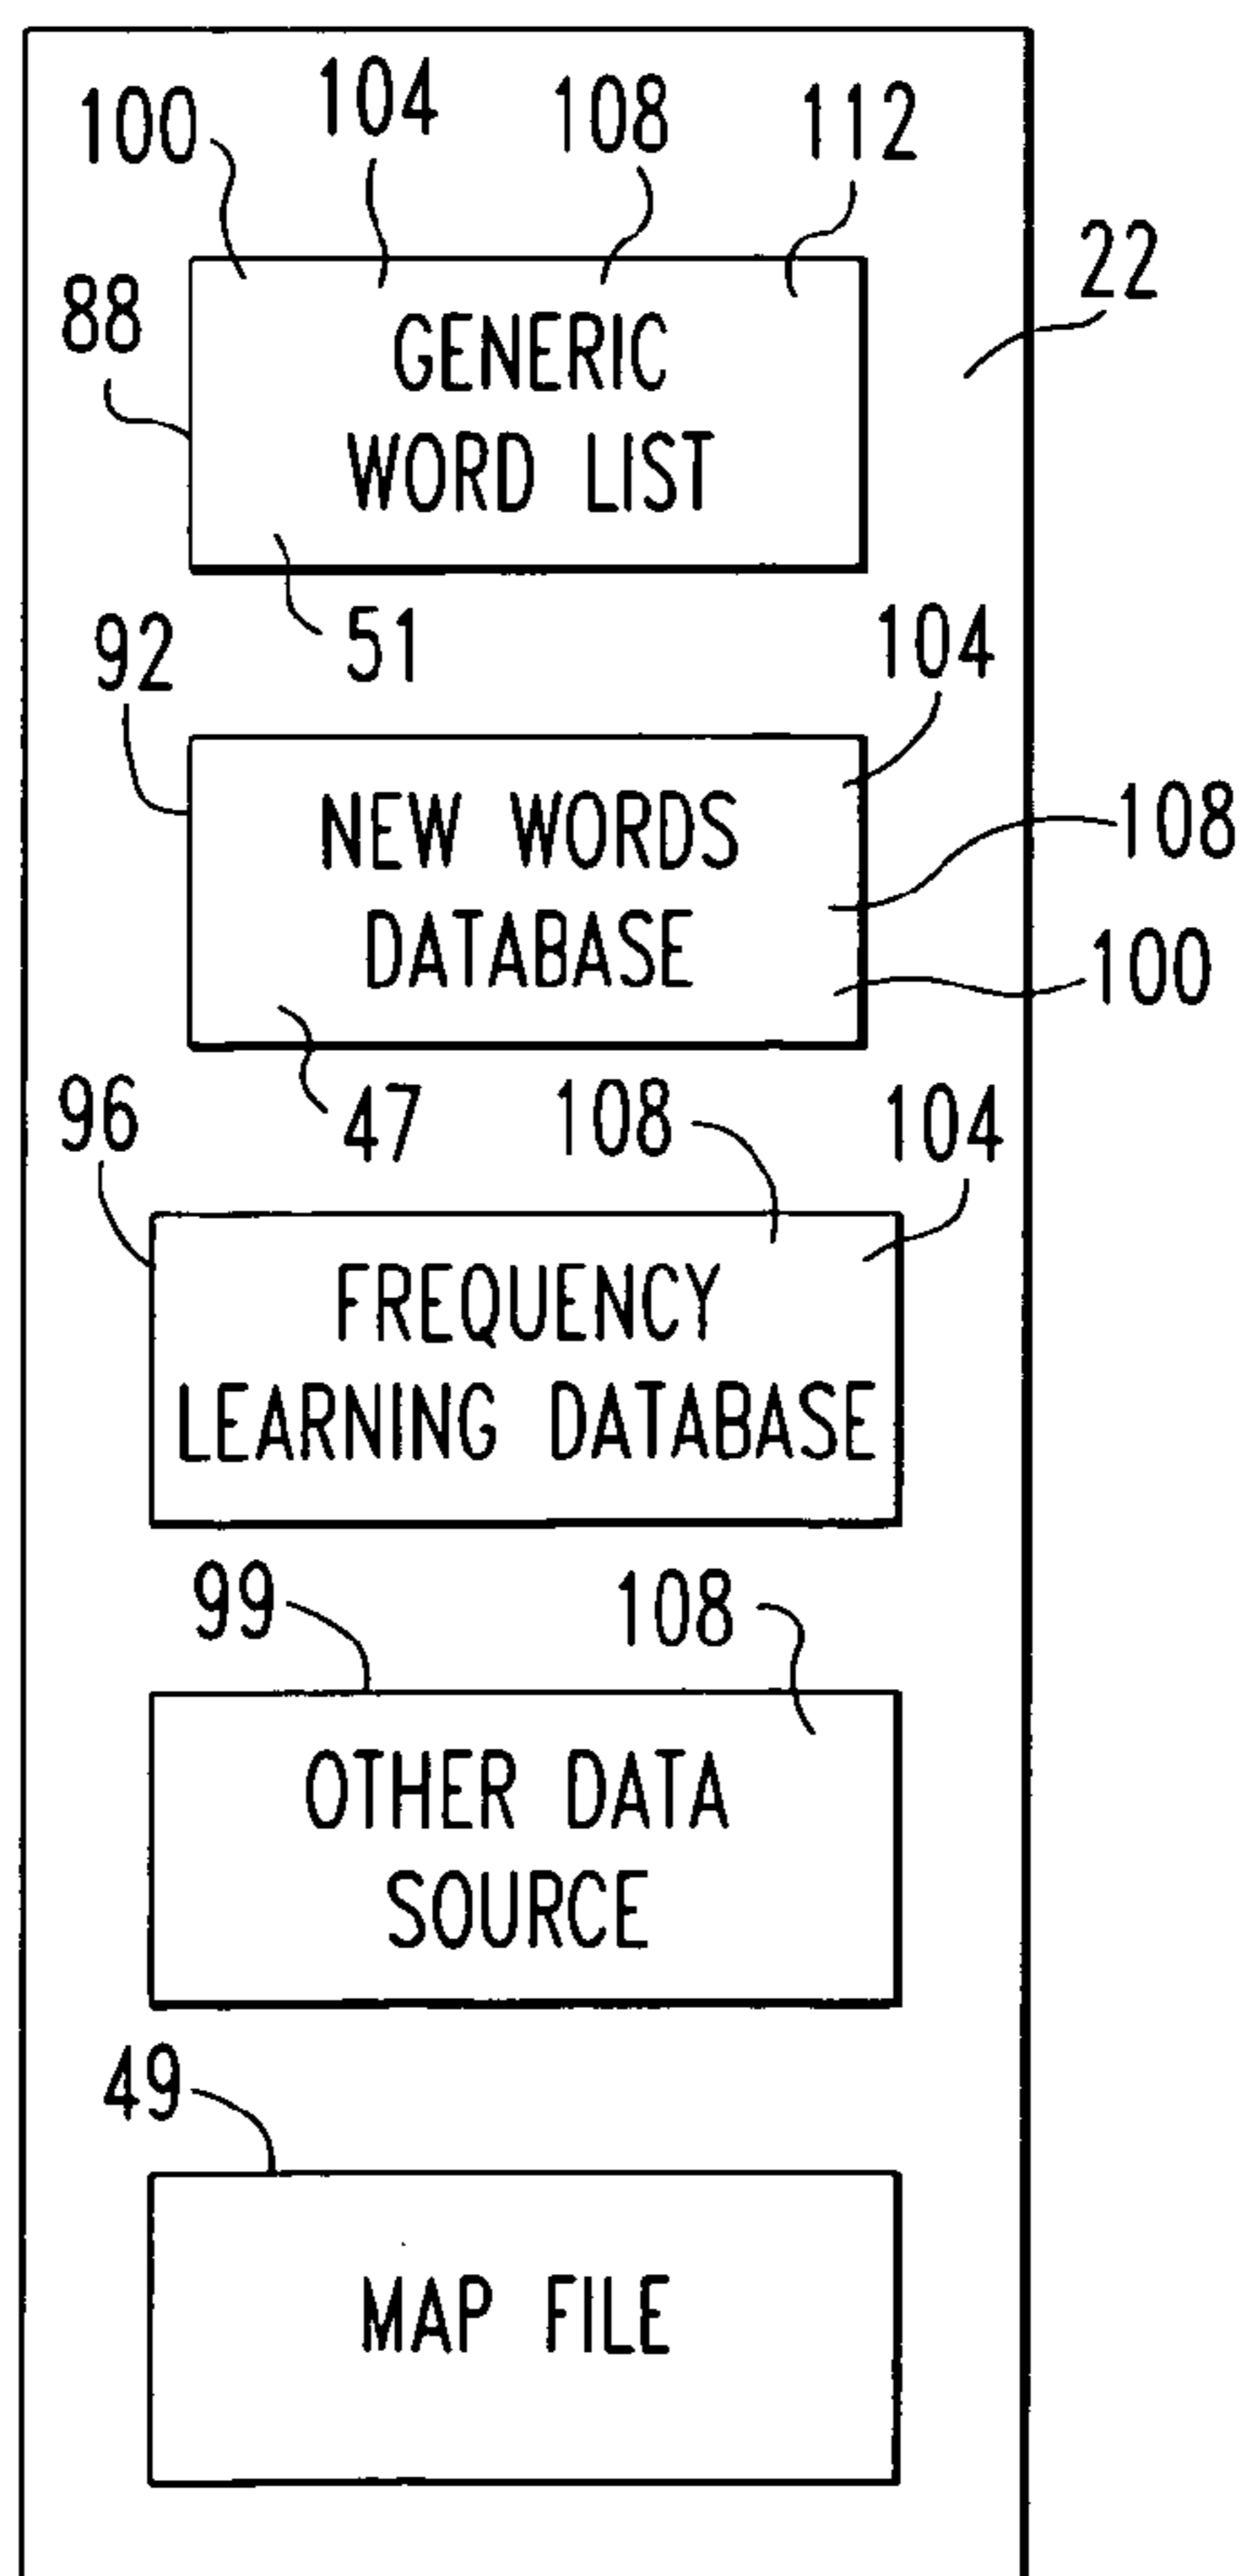 100 104 108 112
22
88
GENERIC
WORD LIST
51
92
104
NEW WORDS
108
DATABASE
100
47
96
108
104
FREQUENCY
LEARNING DATABASE
99
108
OTHER DATA
SOURCE
49
MAP FILE